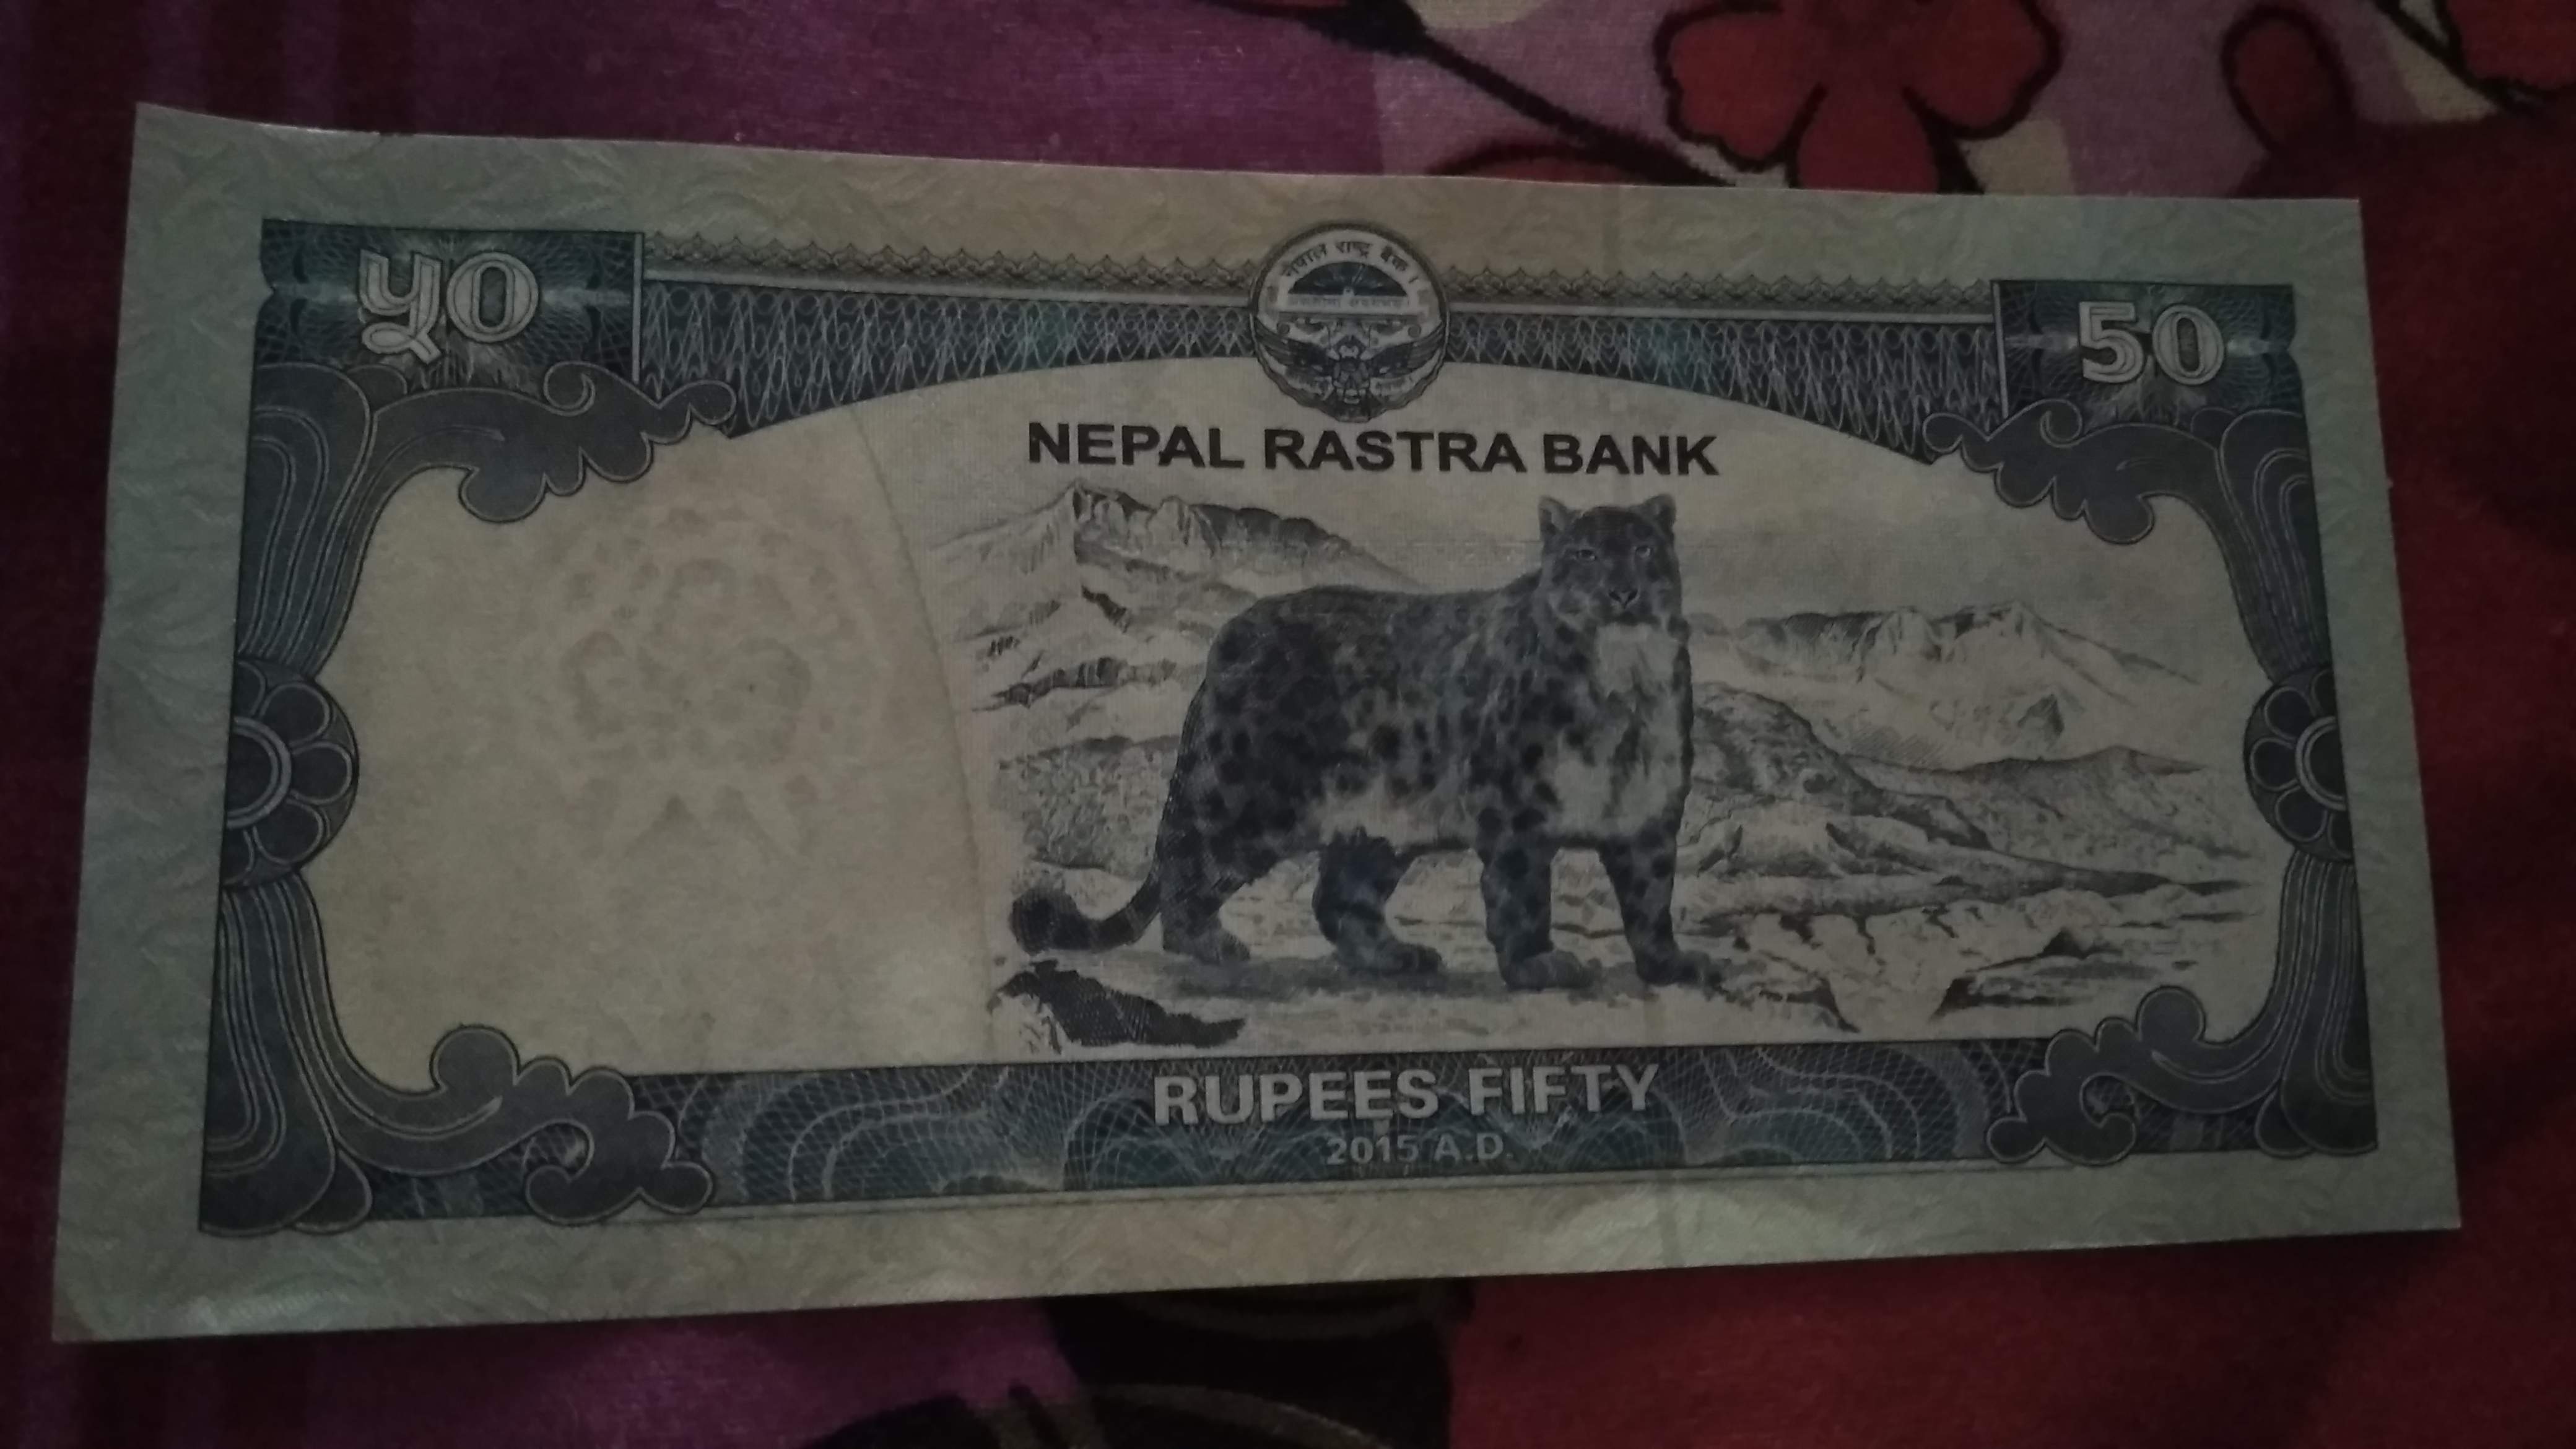 ५०
नेपाल राष्ट्र बैंक
50
NEPAL RASTRA BANK
RUPEES FIFTY
2015 A.D.